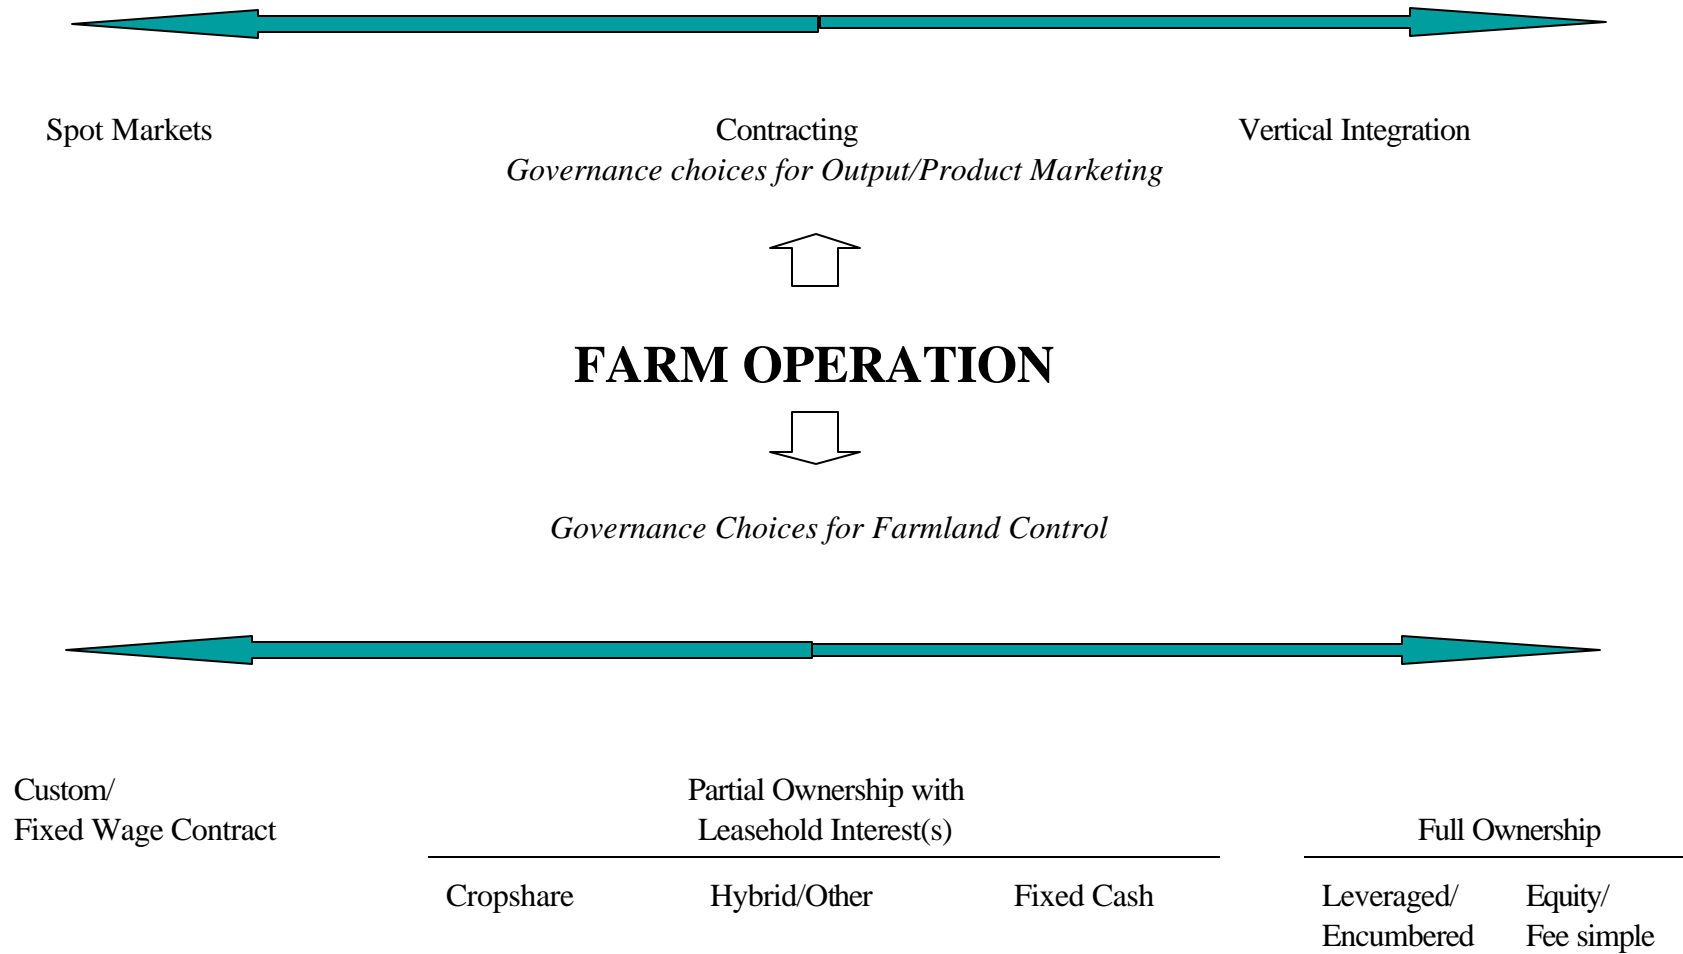 Spot Markets Contracting Vertical Integration
Governance choices for Output/Product Marketing
FARM OPERATION
Governance Choices for Farmland Control
Custom/ Partial Ownership with
Fixed Wage Contract Leasehold Interest(s) Full Ownership
Cropshare Hybrid/Other Fixed Cash Leveraged/ Equity/
Encumbered Fee simple